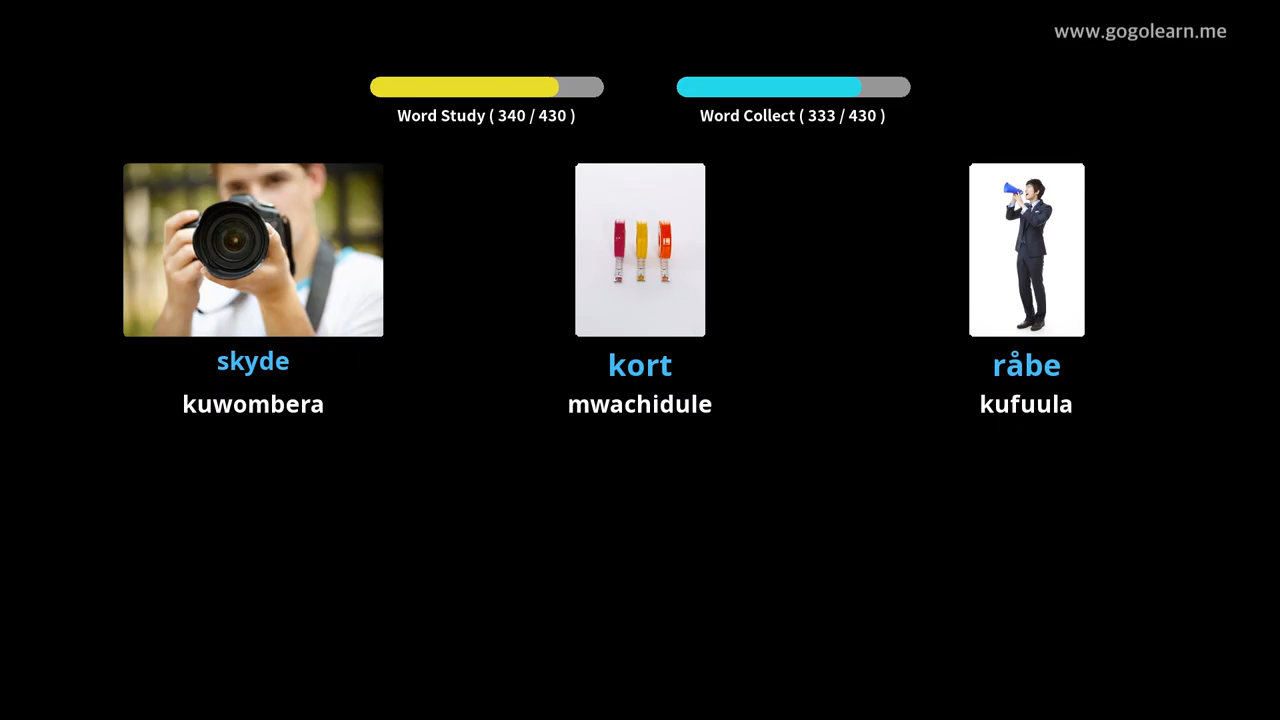 www.gogolearn.me
Word Study ( 340 / 430 )
Word Collect ( 333 / 430 )
skyde
kort
råbe
kuwombera
mwachidule
kufuula